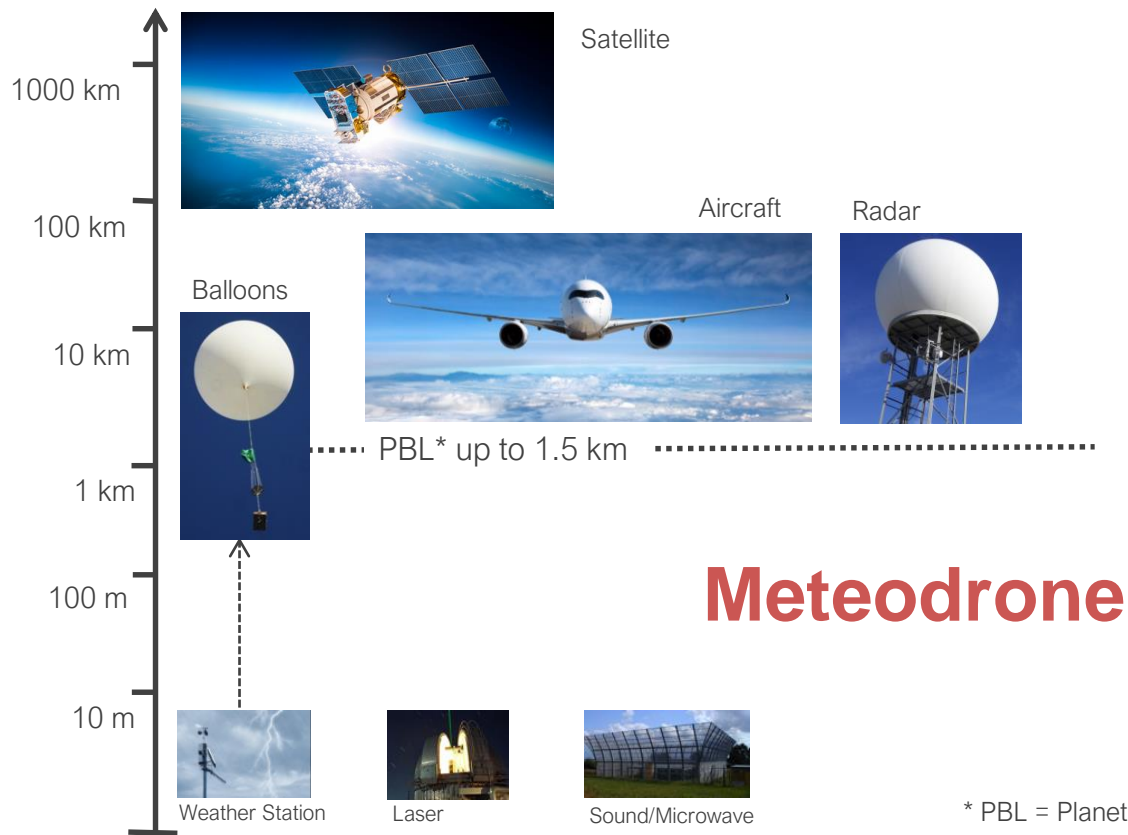 Satellite
1000 km
100 km
Aircraft
Radar
Balloons
10 km
PBL* up to 1.5 km
1 km
100 m
Meteodrone
10 m
Weather Station
Laser
Sound/Microwave
* PBL = Planet